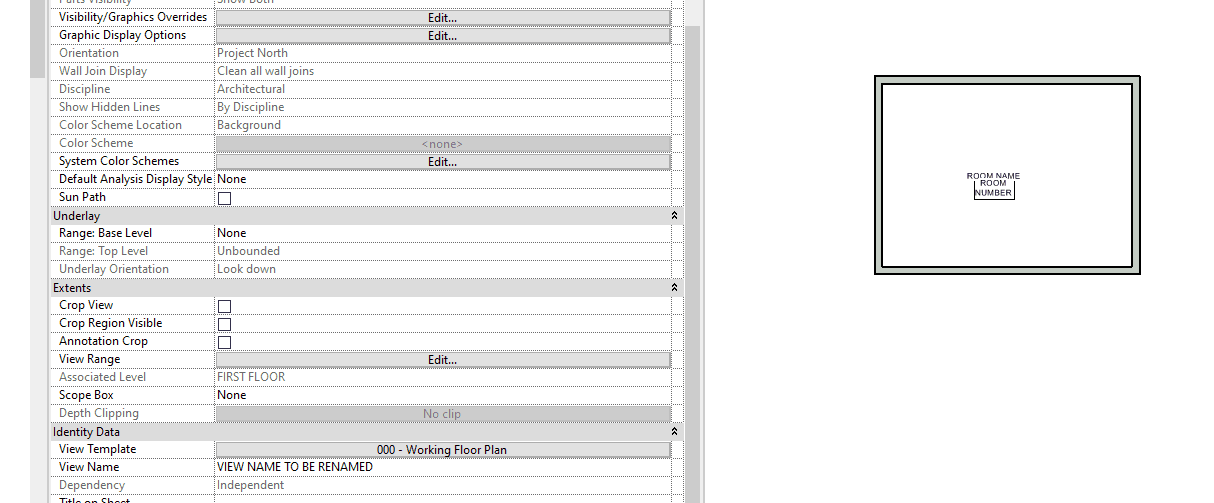 Parts Visibility Show Both
Visibility/Graphics Overrides Edit...
Graphic Display Options Edit...
Orientation Project North
Wall Join Display Clean all wall joins
Discipline Architectural
Show Hidden Lines By Discipline
Color Scheme Location Background
Color Scheme <none>
System Color Schemes Edit...
Default Analysis Display Style None
Sun Path
Underlay
Range: Base Level None
Range: Top Level Unbounded
Underlay Orientation Look down
Extents
Crop View
Crop Region Visible
Annotation Crop
View Range Edit...
Associated Level FIRST FLOOR
Scope Box None
Depth Clipping No clip
Identity Data
View Template 000 - Working Floor Plan
View Name VIEW NAME TO BE RENAMED
Dependency Independent
Title on Sheet
ROOM NAME
ROOM
NUMBER